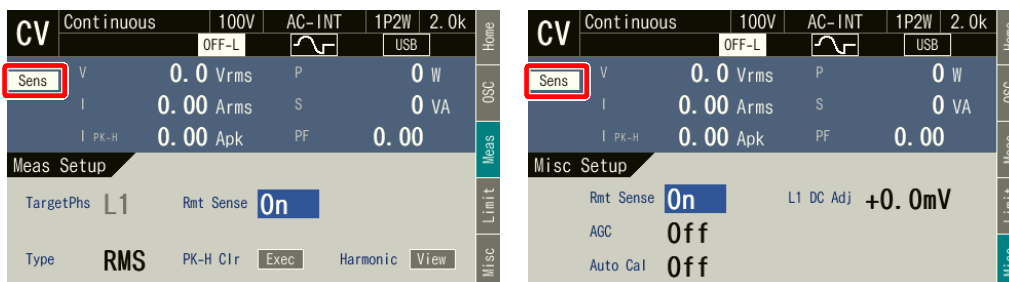 CV Continuous 100V AC-INT 1P2W 2.0k
OFF-L USB
Sens V 0.0 Vrms P 0 W
I 0.00 Arms S 0 VA
I PK-H 0.00 Apk PF 0.00
Meas Setup
TargetPhs L1 Rmt Sense On
Type RMS PK-H Clr Exec Harmonic View
Home
OSC
Meas
Limit
Misc
CV Continuous 100V AC-INT 1P2W 2.0k
OFF-L USB
Sens V 0.0 Vrms P 0 W
I 0.00 Arms S 0 VA
I PK-H 0.00 Apk PF 0.00
Misc Setup
Rmt Sense On L1 DC Adj +0.0mV
AGC Off
Auto Cal Off